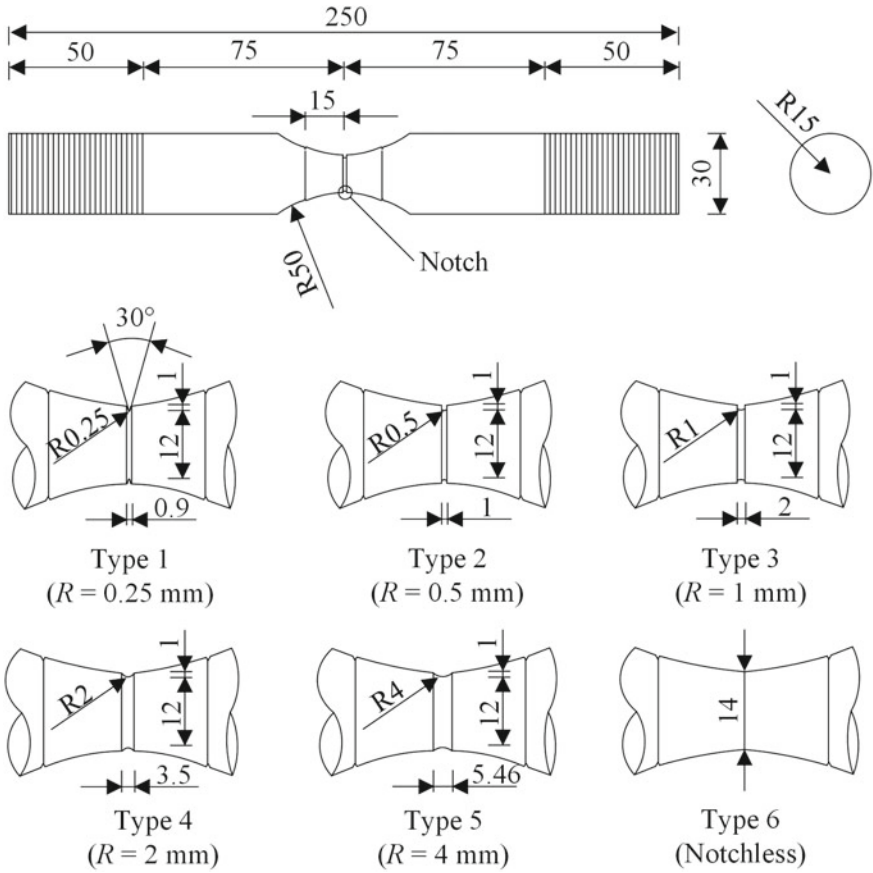 250
50 75 75 50
15
R15
30
R50
Notch
30°
1 1 1
R0.25 12 R0.5 12 R1 12
0.9 1 2
Type 1 Type 2 Type 3
(R = 0.25 mm) (R = 0.5 mm) (R = 1 mm)
1 1
R2 12 R4 12 14
3.5 5.46
Type 4 Type 5 Type 6
(R = 2 mm) (R = 4 mm) (Notchless)